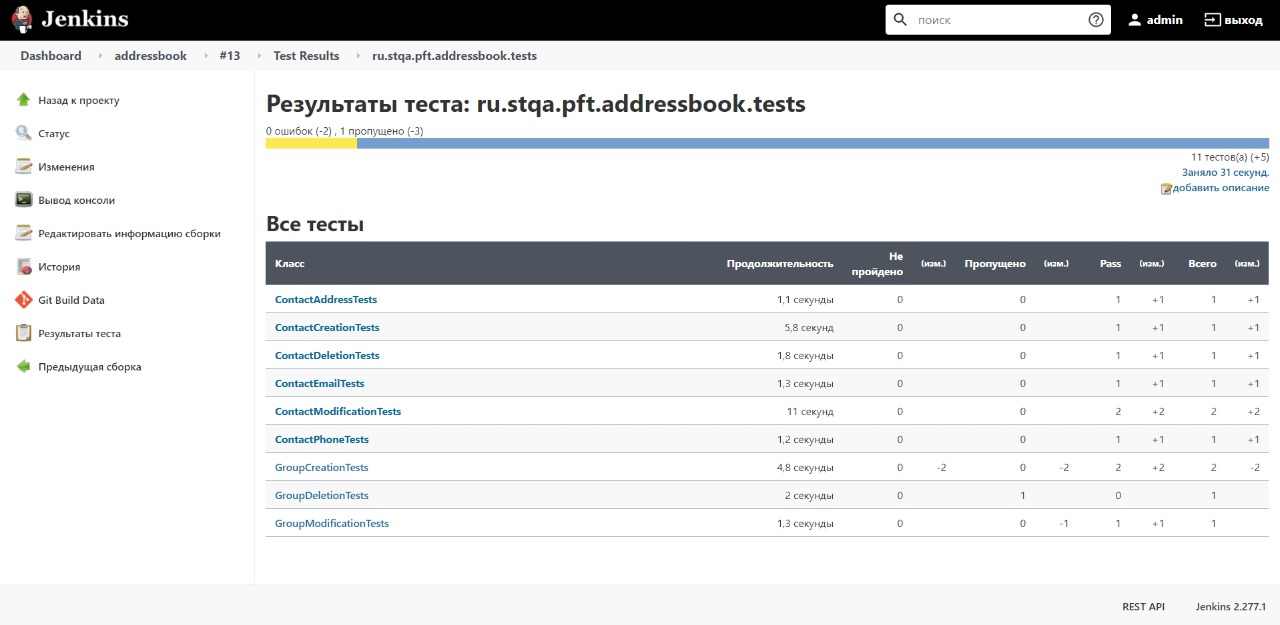 Jenkins
поиск
admin
выход
Dashboard addressbook #13 Test Results ru.stqa.pft.addressbook.tests
Назад к проекту
Статус
Изменения
Вывод консоли
Редактировать информацию сборки
История
Git Build Data
Результаты теста
Предыдущая сборка
Результаты теста: ru.stqa.pft.addressbook.tests
0 ошибок (-2) , 1 пропущено (-3)
11 тестов(а) (+5)
Заняло 31 секунд.
добавить описание
Все тесты
Класс Продолжительность Не пройдено (изм.) Пропущено (изм.) Pass (изм.) Всего (изм.)
ContactAddressTests 1,1 секунды 0 0 1 +1 1 +1
ContactCreationTests 5,8 секунд 0 0 1 +1 1 +1
ContactDeletionTests 1,8 секунды 0 0 1 +1 1 +1
ContactEmailTests 1,3 секунды 0 0 1 +1 1 +1
ContactModificationTests 11 секунд 0 0 2 +2 2 +2
ContactPhoneTests 1,2 секунды 0 0 1 +1 1 +1
GroupCreationTests 4,8 секунды 0 -2 0 -2 2 +2 2 -2
GroupDeletionTests 2 секунды 0 1 0 1
GroupModificationTests 1,3 секунды 0 0 -1 1 +1 1
REST API
Jenkins 2.277.1